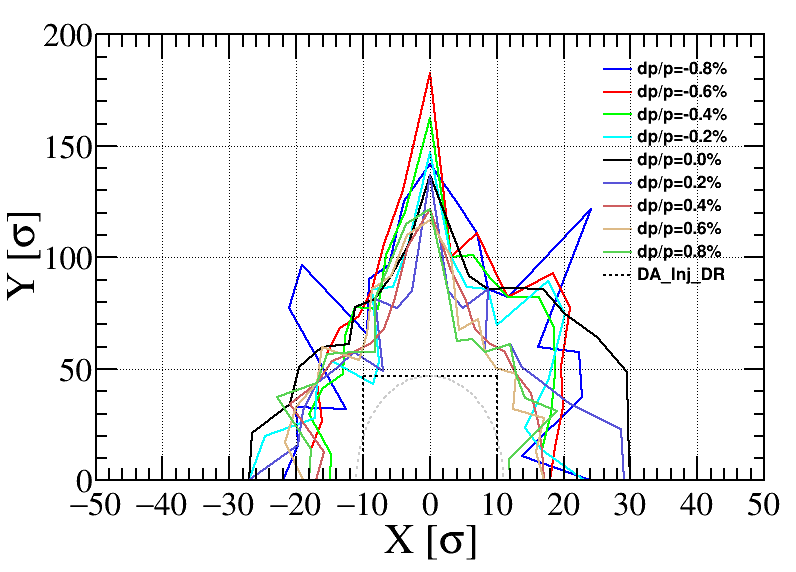 200
150
100
50
0
Y [σ]
dp/p=-0.8%
dp/p=-0.6%
dp/p=-0.4%
dp/p=-0.2%
dp/p=0.0%
dp/p=0.2%
dp/p=0.4%
dp/p=0.6%
dp/p=0.8%
DA_Inj_DR
−50 −40 −30 −20 −10 0 10 20 30 40 50
X [σ]